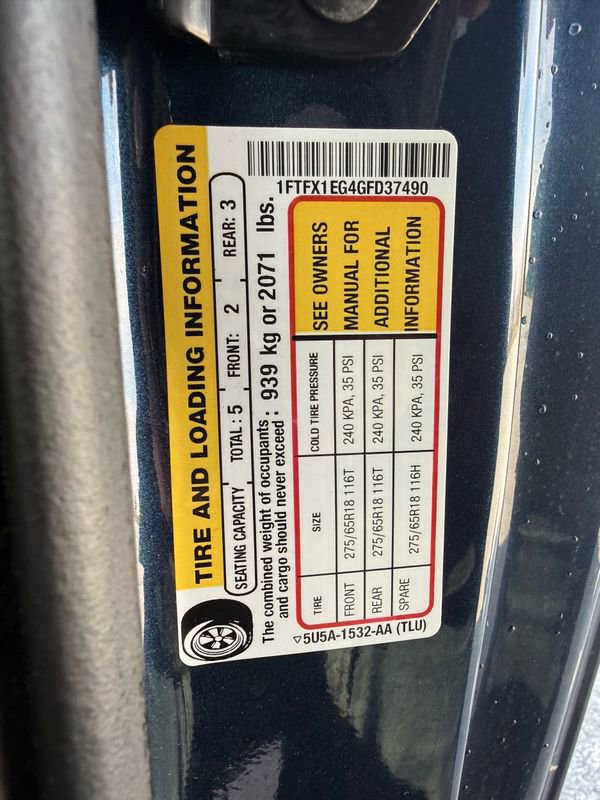 TIRE AND LOADING INFORMATION
SEATING CAPACITY TOTAL : 5 FRONT: 2 REAR: 3
The combined weight of occupants and cargo should never exceed : 939 kg or 2071 lbs.
TIRE SIZE COLD TIRE PRESSURE
FRONT 275/65R18 116T 240 KPA, 35 PSI
REAR 275/65R18 116T 240 KPA, 35 PSI
SPARE 275/65R18 116H 240 KPA, 35 PSI
SEE OWNERS
MANUAL FOR
ADDITIONAL
INFORMATION
▽5U5A-1532-AA (TLU)
1FTFX1EG4GFD37490